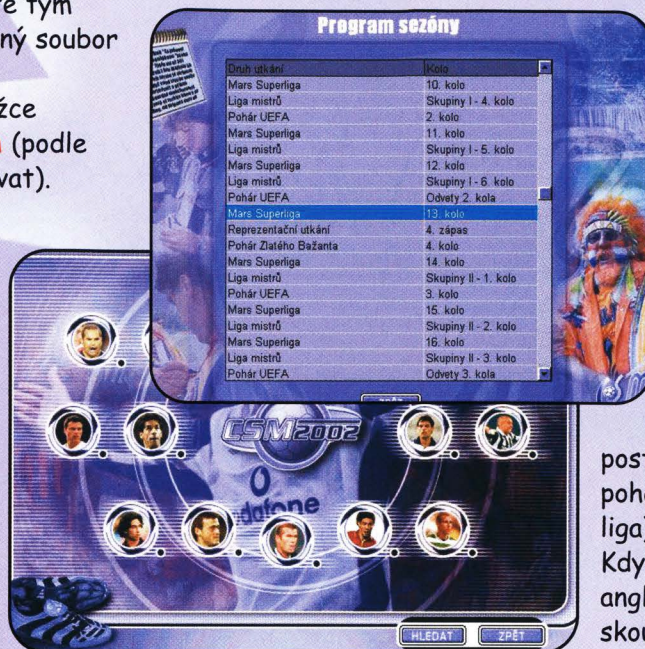 te tým
ný soubor
žce
(podle
vat).
Program sezóny
Druh utkání Kolo
Mars Superliga 10. kolo
Liga mistrů Skupiny I - 4. kolo
Pohár UEFA 2. kolo
Mars Superliga 11. kolo
Liga mistrů Skupiny I - 5. kolo
Mars Superliga 12. kolo
Liga mistrů Skupiny I - 6. kolo
Pohár UEFA Odvety 2. kola
Mars Superliga 13. kolo
Reprezentační utkání 4. zápas
Pohár Zlatého Bažanta 4. kolo
Mars Superliga 14. kolo
Liga mistrů Skupiny II - 1. kolo
Pohár UEFA 3. kolo
Mars Superliga 15. kolo
Liga mistrů Skupiny II - 2. kolo
Mars Superliga 16. kolo
Liga mistrů Skupiny II - 3. kolo
Pohár UEFA Odvety 3. kola
CSM2002
vodafone
HLEDAT ZPĚT
post
poho
liga)
Kdy
angl
skou